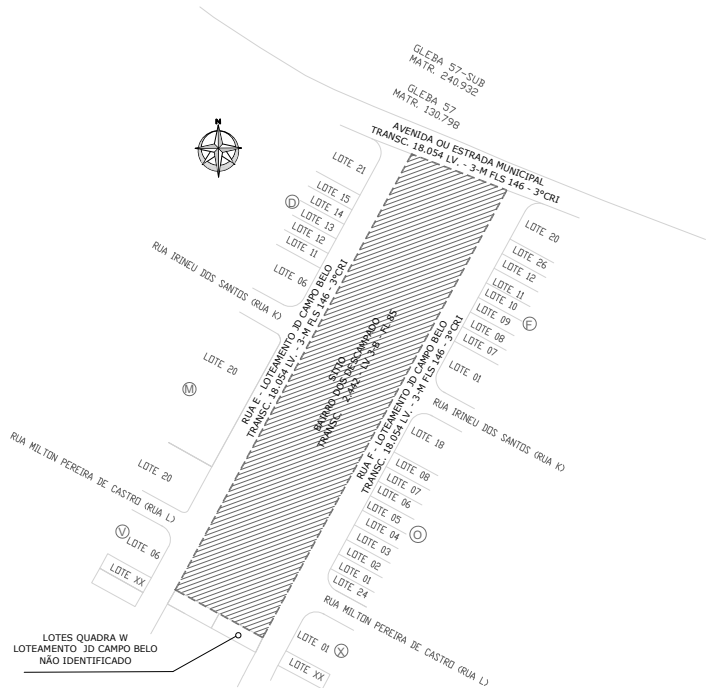 GLEBA 57-SUB
MATR. 240.932
GLEBA 57
MATR. 130.798
AVENIDA OU ESTRADA MUNICIPAL
TRANSC. 18.054 LV. - 3-M FLS 146 - 3°CRI
N
LOTE 21
LOTE 15
LOTE 14
LOTE 13
LOTE 12
LOTE 11
LOTE 06
D
RUA IRINEU DOS SANTOS (RUA K)
LOTE 20
M
LOTE 20
RUA MILTON PEREIRA DE CASTRO (RUA L)
V
LOTE 06
LOTE XX
RUA E - LOTEAMENTO JD CAMPO BELO
TRANSC. 18.054 LV. - 3-M FLS 146 - 3°CRI
SITIO
BAIRRO DOS DESCAMPADO
TRANSC. - 2.442 - LV 3-B - FL 85
RUA F - LOTEAMENTO JD CAMPO BELO
TRANSC. 18.054 LV. - 3-M FLS 146 - 3°CRI
LOTE 20
LOTE 26
LOTE 12
LOTE 11
LOTE 10
LOTE 09
LOTE 08
LOTE 07
LOTE 01
F
RUA IRINEU DOS SANTOS (RUA K)
LOTE 18
LOTE 08
LOTE 07
LOTE 06
LOTE 05
LOTE 04
LOTE 03
LOTE 02
LOTE 01
LOTE 24
O
RUA MILTON PEREIRA DE CASTRO (RUA L)
LOTE 01
X
LOTE XX
LOTES QUADRA W
LOTEAMENTO JD CAMPO BELO
NÃO IDENTIFICADO